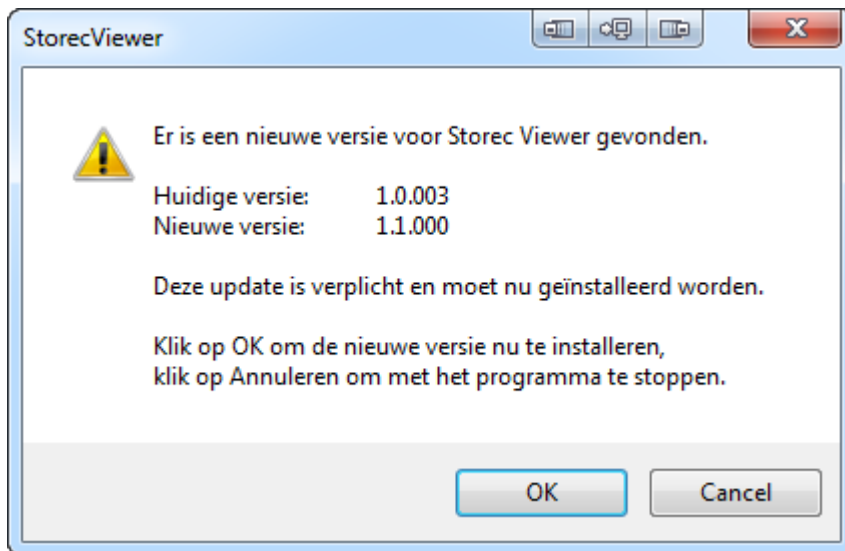 StorecViewer
Er is een nieuwe versie voor Storec Viewer gevonden.
Huidige versie: 1.0.003
Nieuwe versie: 1.1.000
Deze update is verplicht en moet nu geïnstalleerd worden.
Klik op OK om de nieuwe versie nu te installeren,
klik op Annuleren om met het programma te stoppen.
OK Cancel